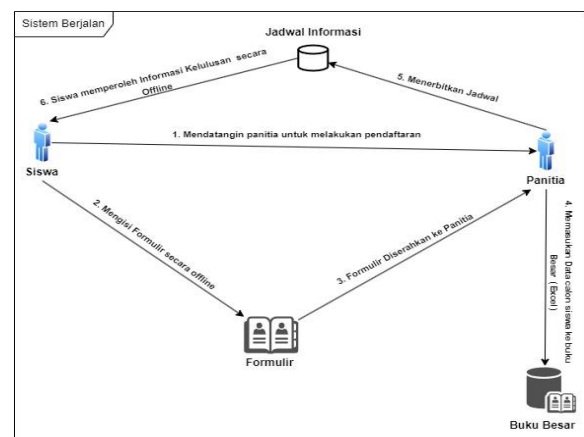 Sistem Berjalan
Jadwal Informasi
6. Siswa memperoleh Informasi Kelulusan secara
Offline
5. Menerbitkan Jadwal
1. Mendatangin panitia untuk melakukan pendaftaran
Siswa
Panitia
2. Mengisi Formulir secara offline
3. Formulir Diserahkan ke Panitia
4. Memasukan Data calon siswa ke buku
Besar (Excel)
Formulir
Buku Besar